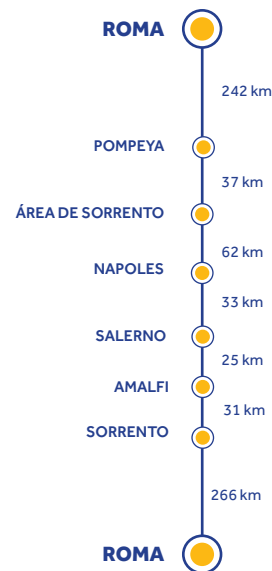 ROMA
242 km
POMPEYA
37 km
ÁREA DE SORRENTO
62 km
NAPOLES
33 km
SALERNO
25 km
AMALFI
31 km
SORRENTO
266 km
ROMA